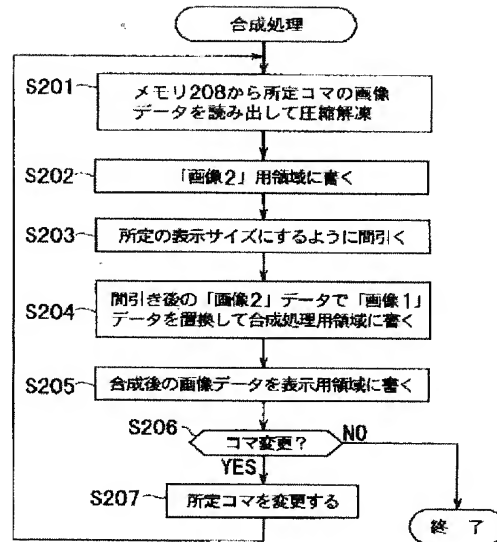 合成処理
S201
メモリ208から所定コマの画像
データを読み出して圧縮解凍
S202
「画像2」用領域に書く
S203
所定の表示サイズにするように間引く
S204
間引き後の「画像2」データで「画像1」
データを置換して合成処理用領域に書く
S205
合成後の画像データを表示用領域に書く
S206
コマ変更?
NO
YES
S207
所定コマを変更する
終了